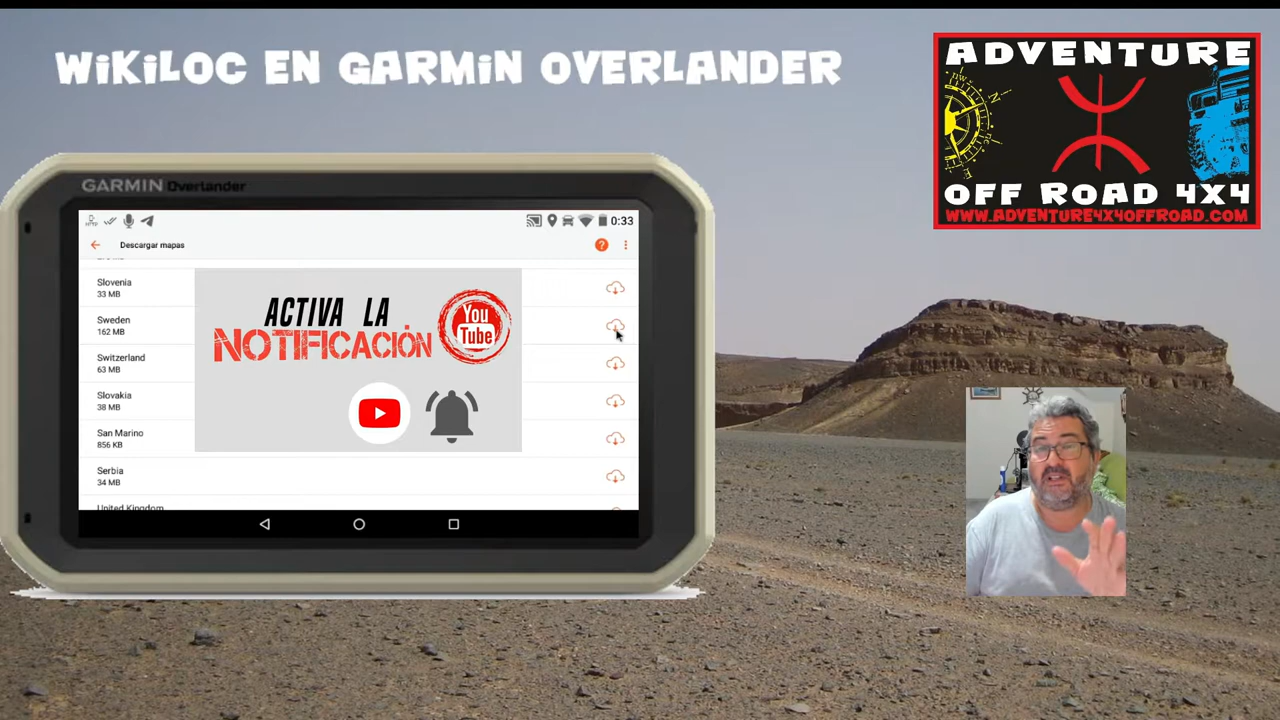 WiKiLOC EN GARMiN OVERLANDER
ADVENTURE
OFF ROAD 4X4
WWW.ADVENTURE4X4OFFROAD.COM
GARMIN Overlander
0:33
Descargar mapas
?
Slovenia
33 MB
Sweden
162 MB
Switzerland
63 MB
Slovakia
38 MB
San Marino
856 KB
Serbia
34 MB
United Kingdom
ACTIVA LA
NOTIFICACIÓN
You
Tube